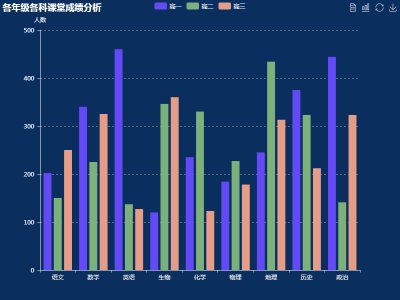 各年级各科课堂成绩分析
高一 高二 高三
人数
500
400
300
200
100
0
语文 数学 英语 生物 化学 物理 地理 历史 政治